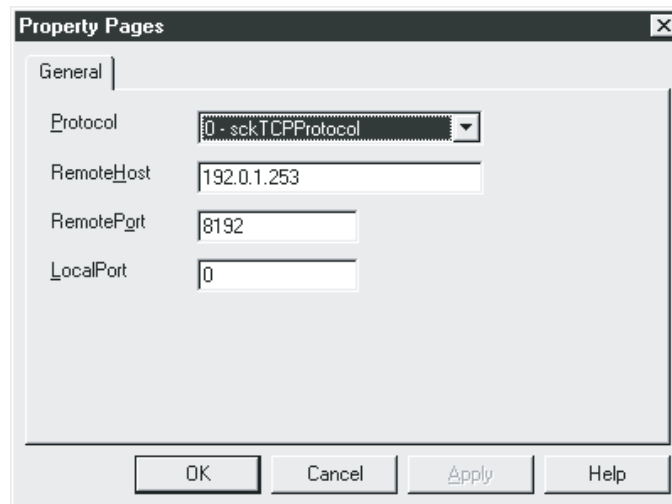 Property Pages
General
Protocol 0 - sckTCPProtocol
RemoteHost 192.0.1.253
RemotePort 8192
LocalPort 0
OK Cancel Apply Help